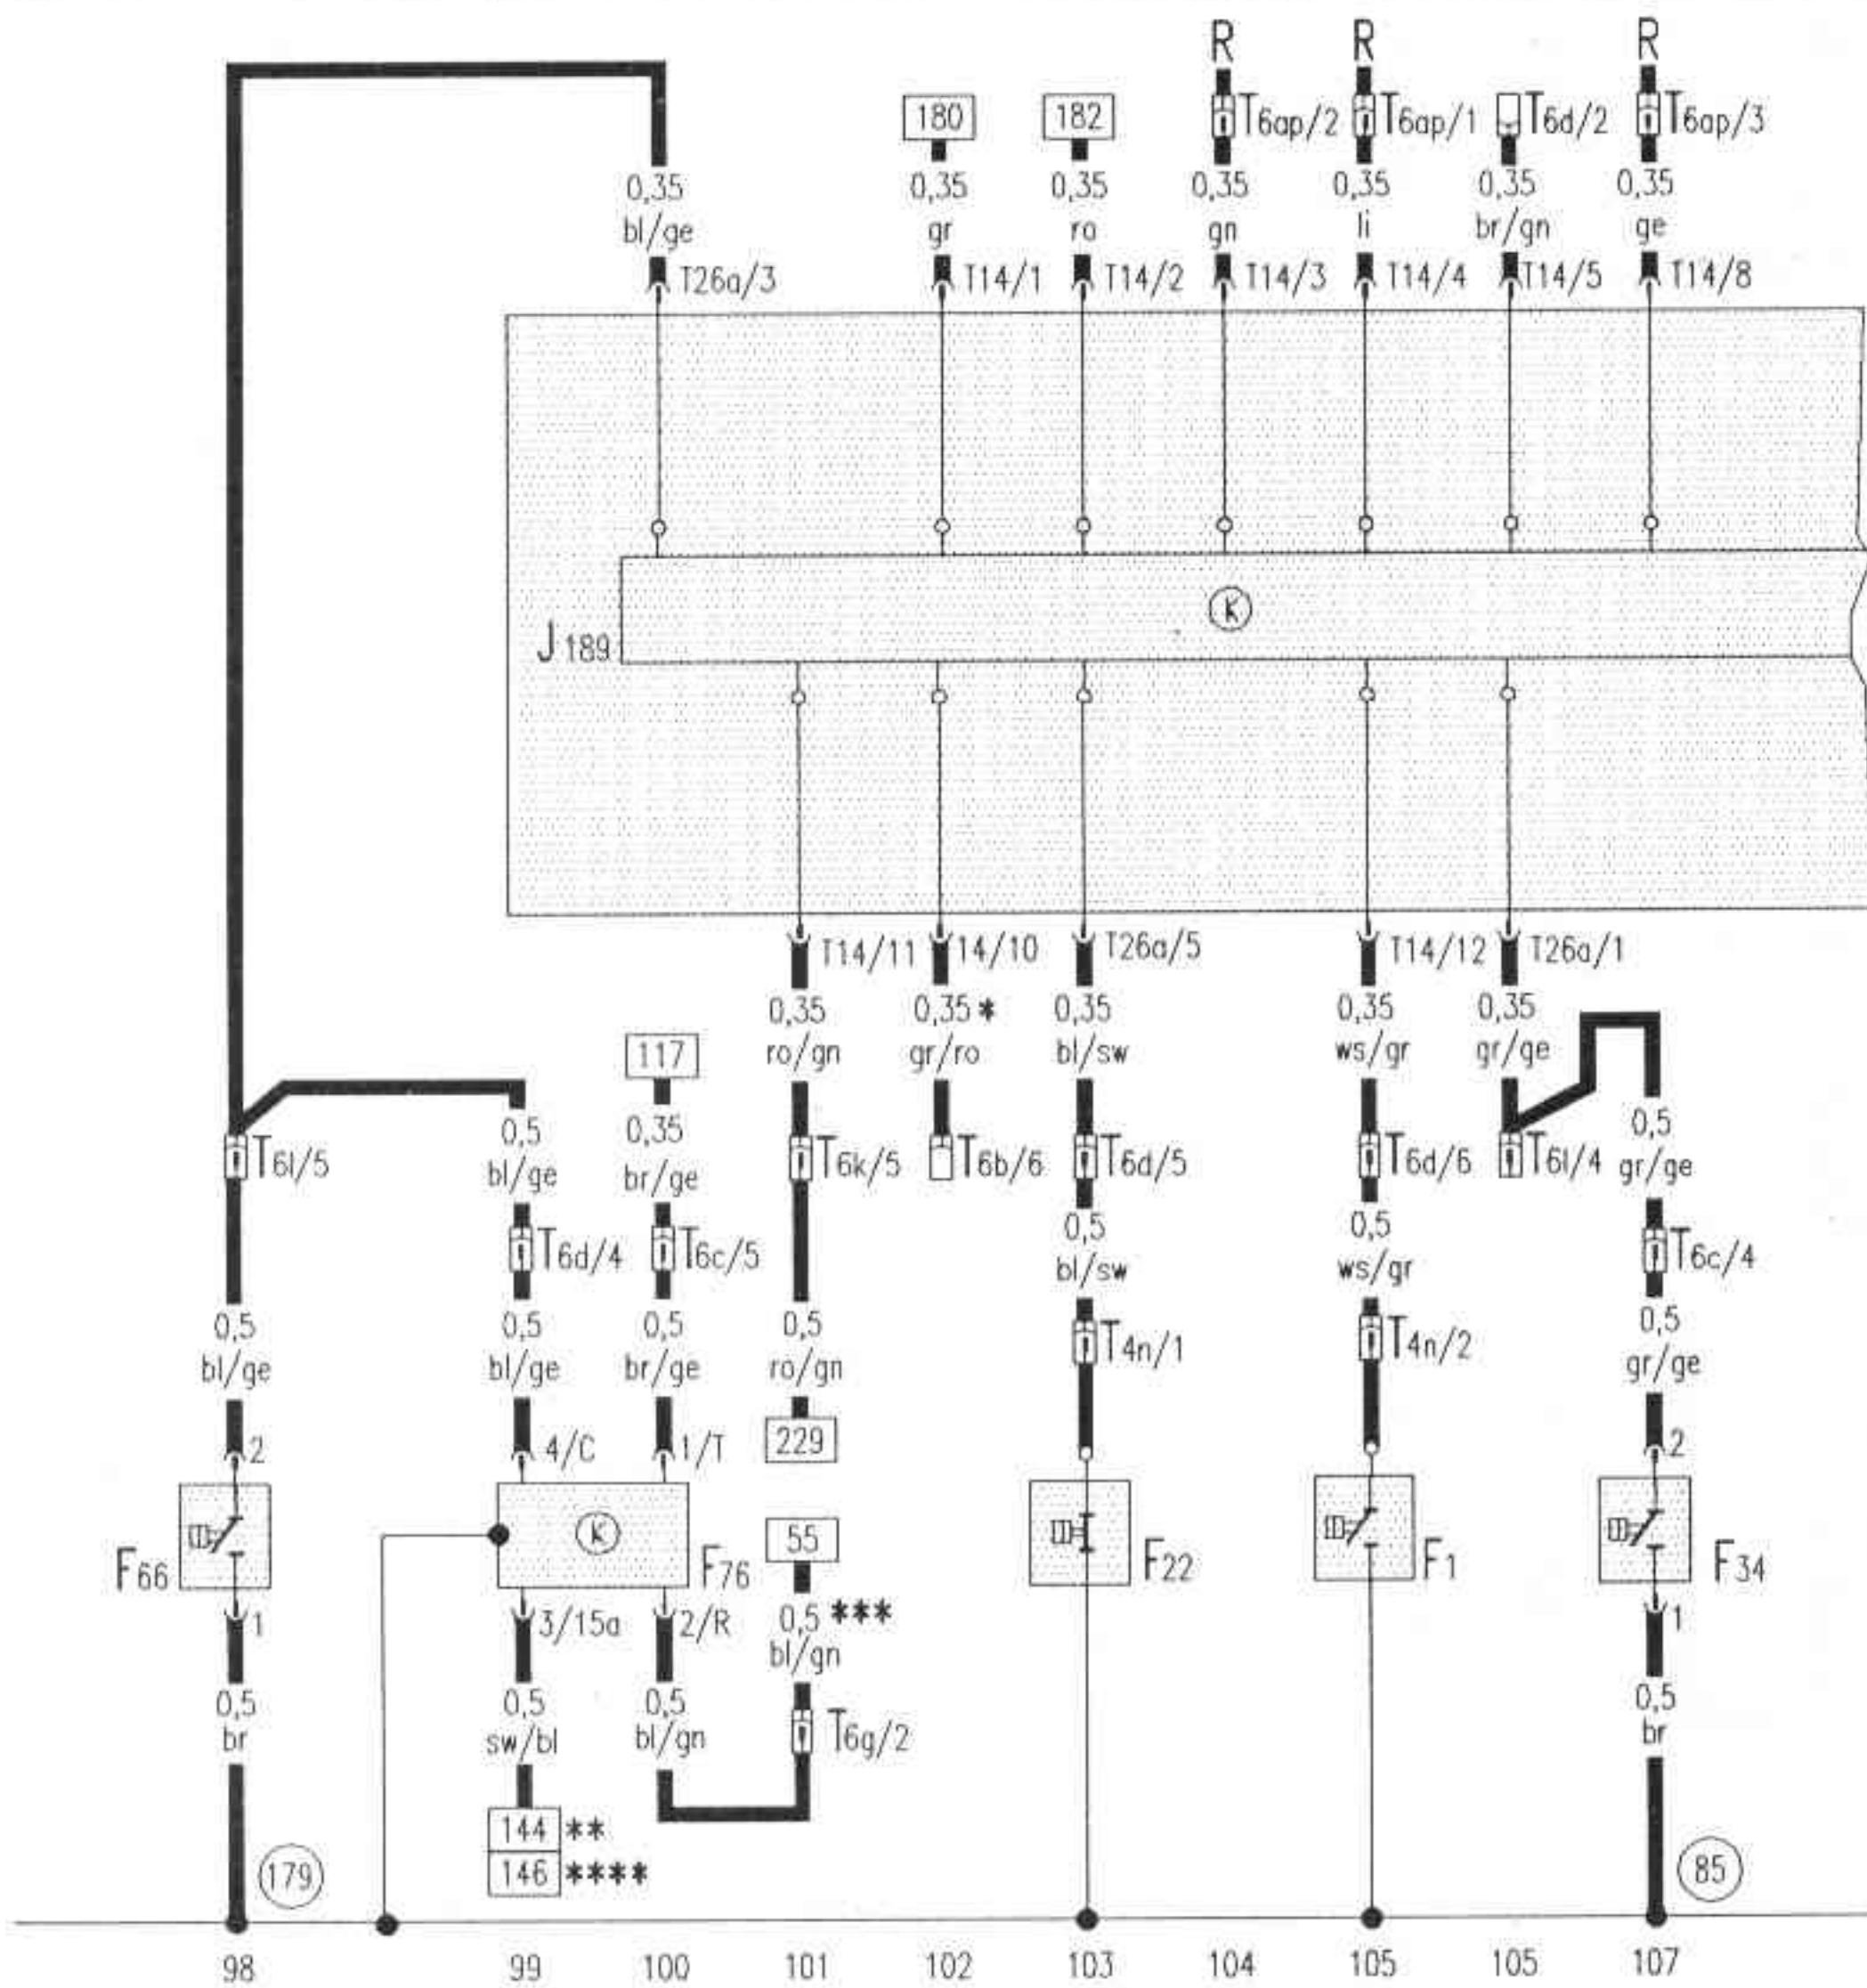 R R R
180 182 T6ap/2 T6ap/1 T6d/2 T6ap/3
0,35 0,35 0,35 0,35 0,35 0,35 0,35
bl/ge gr ro gn li br/gn ge
T26a/3 T14/1 T14/2 T14/3 T14/4 T14/5 T14/8
K
J189
T14/11 14/10 T26a/5 T14/12 T26a/1
0,35 0,35* 0,35 0,35 0,35
117 ro/gn gr/ro bl/sw ws/gr gr/ge
0,5 0,35 0,5
T6l/5 bl/ge br/ge T6k/5 T6b/6 T6d/5 T6d/6 T6l/4 gr/ge
0,5 0,5
T6d/4 T6c/5 bl/sw ws/gr T6c/4
0,5 0,5 0,5 0,5 T4n/1 T4n/2 0,5
bl/ge bl/ge br/ge ro/gn gr/ge
2 4/C 1/T 229 2
K 55
F66 F76 F22 F1 F34
1 3/15a 2/R 0,5*** 1
bl/gn
0,5 0,5 0,5 0,5
br sw/bl bl/gn T6g/2 br
144 **
179 146 **** 85
98 99 100 101 102 103 104 105 105 107